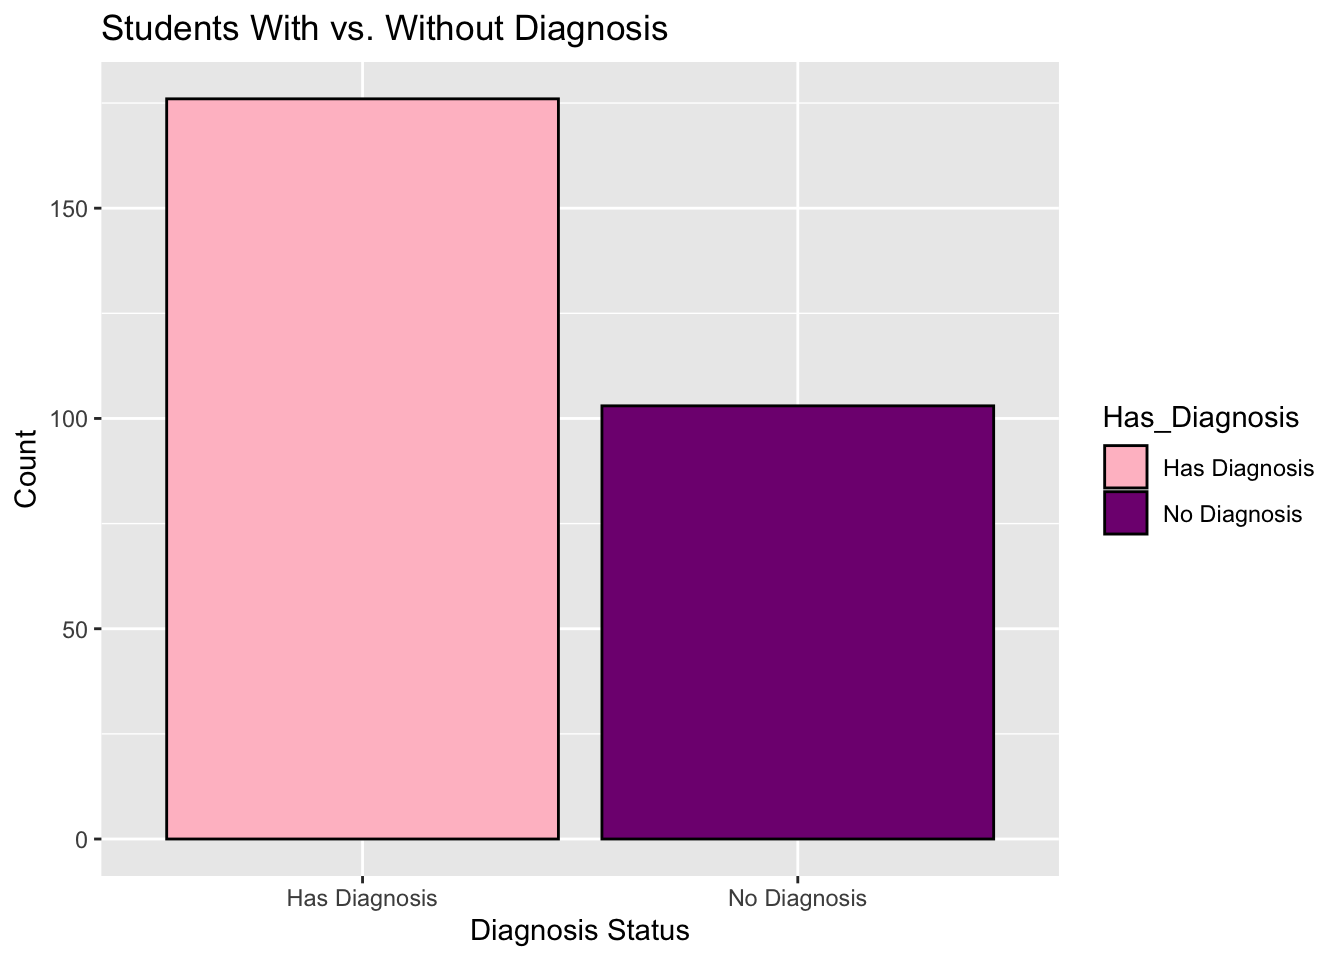 Students With vs. Without Diagnosis
Count
150
100
50
0
Has Diagnosis
No Diagnosis
Diagnosis Status
Has_Diagnosis
Has Diagnosis
No Diagnosis